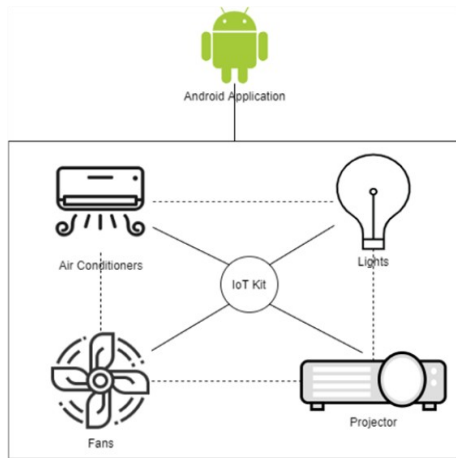 Android Application
Air Conditioners
Lights
IoT Kit
Fans
Projector